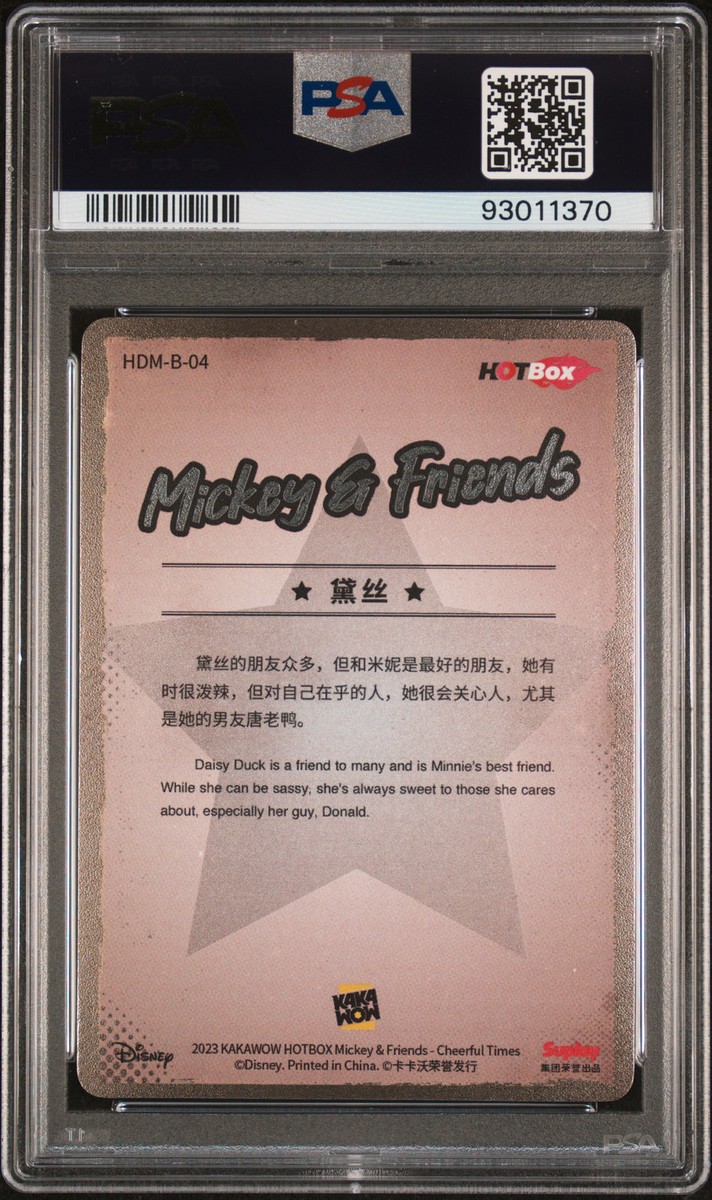 PSA
PSA
93011370
HDM-B-04
HOTBox
Mickey & Friends
★ 黛丝 ★
黛丝的朋友众多，但和米妮是最好的朋友，她有
时很泼辣，但对自己在乎的人，她很会关心人，尤其
是她的男友唐老鸭。
Daisy Duck is a friend to many and is Minnie's best friend.
While she can be sassy, she's always sweet to those she cares
about, especially her guy, Donald.
KAKA
WOW
Disney
2023 KAKAWOW HOTBOX Mickey & Friends - Cheerful Times
©Disney. Printed in China. ©卡卡沃荣誉发行
Suplay
集团荣誉出品
PSA